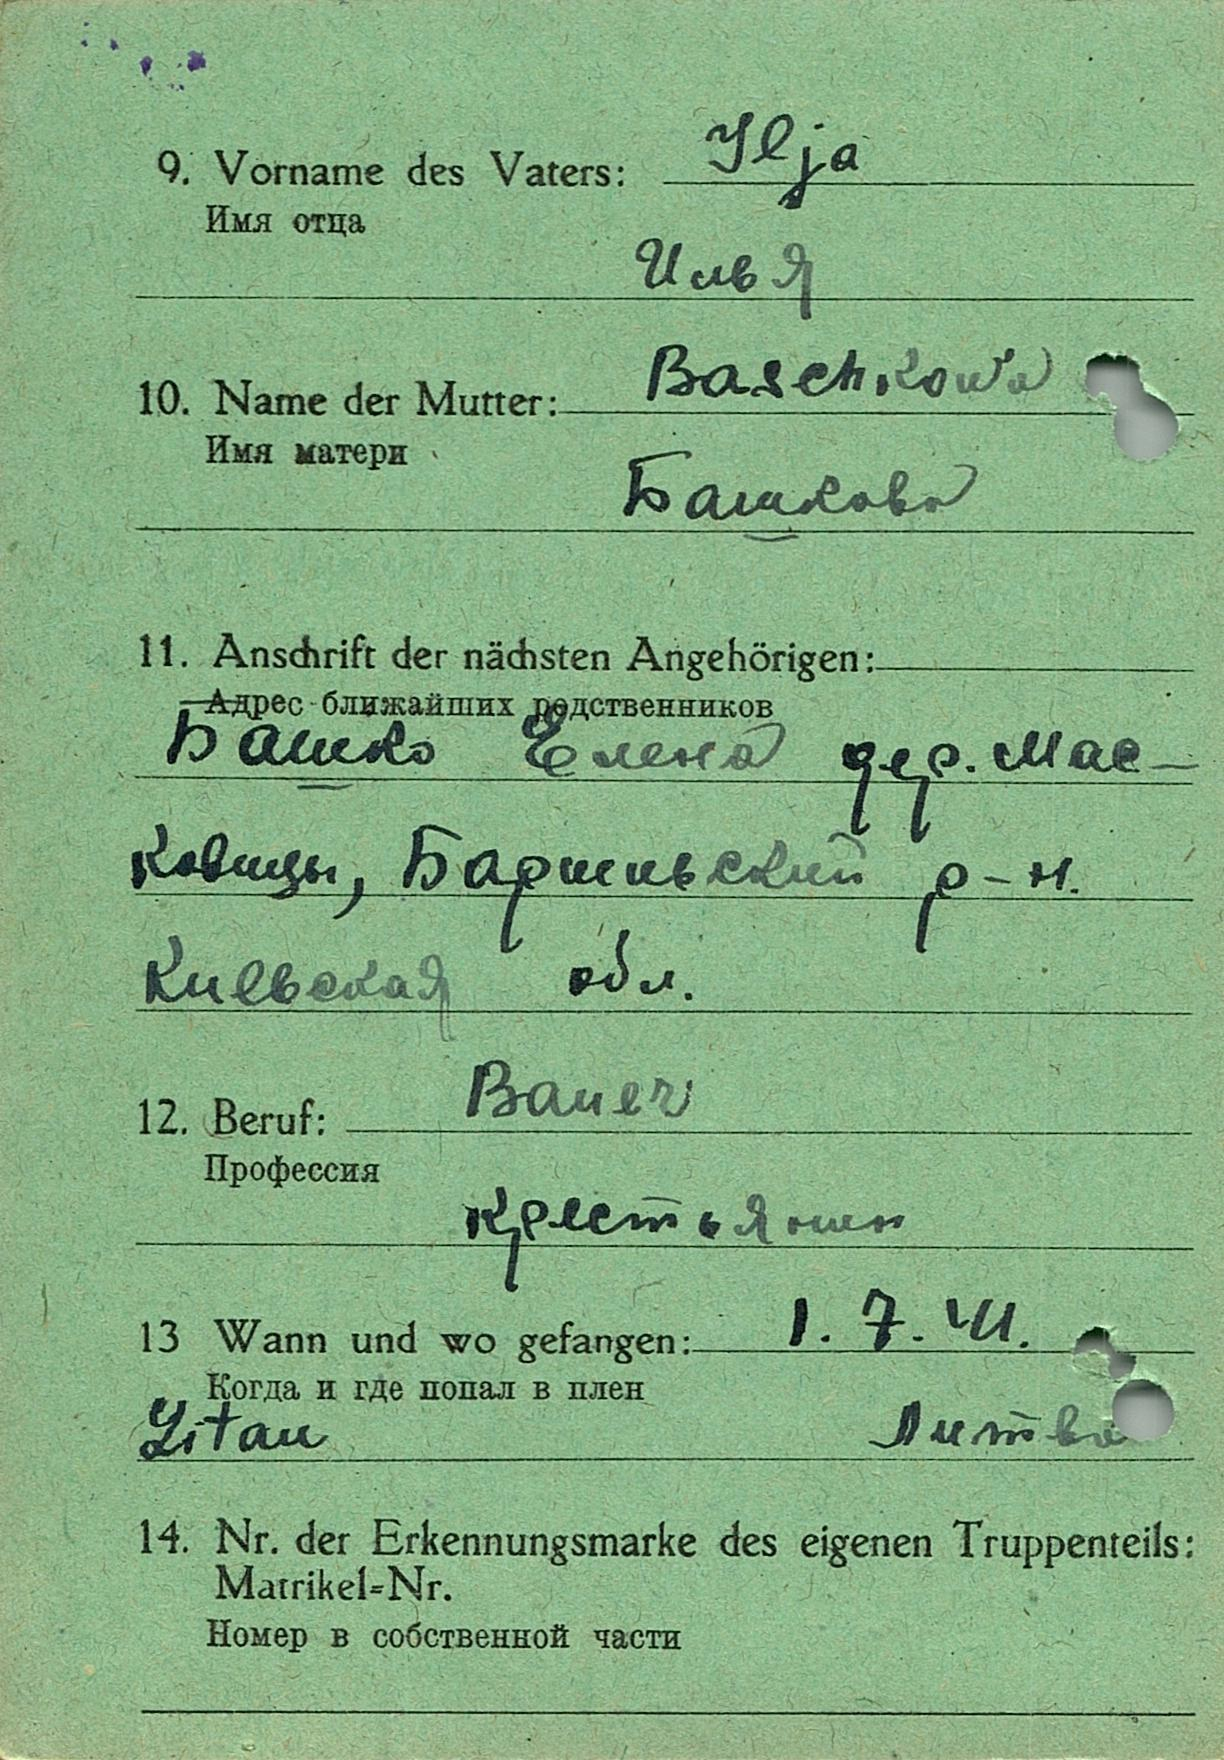 9. Vorname des Vaters: Ilja
Имя отца
Илья
10. Name der Mutter: Baschkowa
Имя матери
Башкова
11. Anschrift der nächsten Angehörigen:
Адрес ближайших родственников
Башко Елена дер. Мас-
ковцы, Барышьский р-н.
Киевская обл.
12. Beruf: Bauer
Профессия
крестьянин
13 Wann und wo gefangen: 1. 7. 41.
Когда и где попал в плен
Litau Литва
14. Nr. der Erkennungsmarke des eigenen Truppenteils:
Matrikel-Nr.
Номер в собственной части